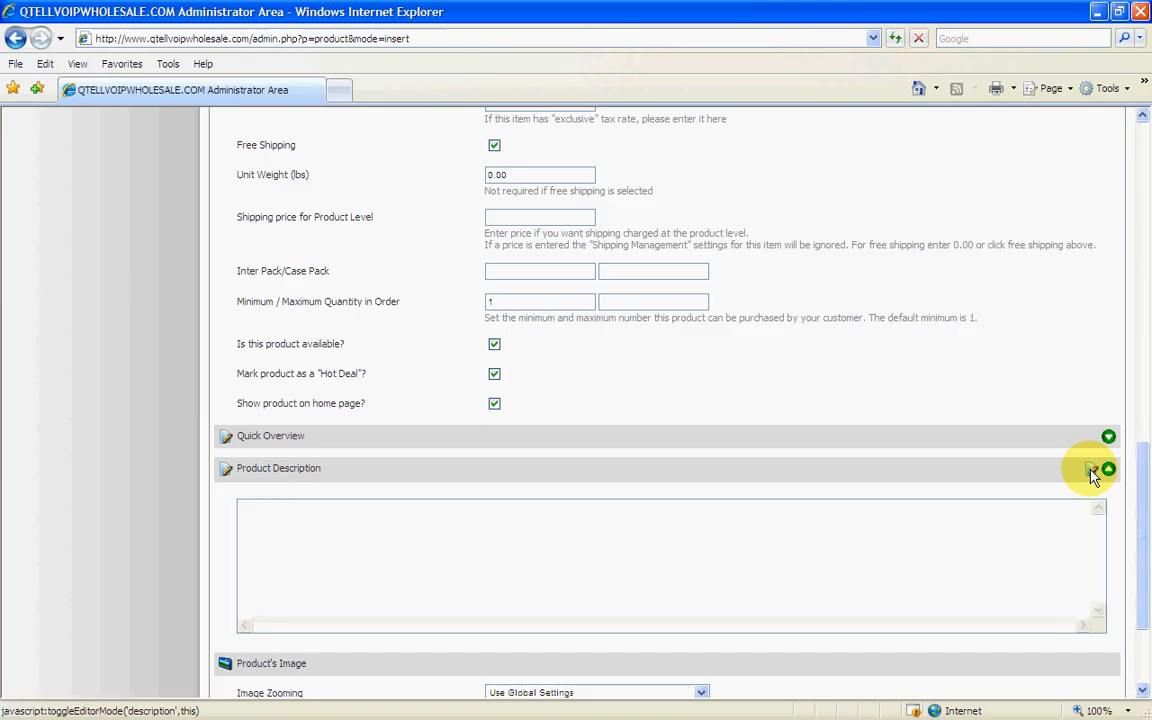 QTELLVOIPWHOLESALE.COM Administrator Area - Windows Internet Explorer
http://www.qtellvoipwholesale.com/admin.php?p=product&mode=insert
Google
File Edit View Favorites Tools Help
QTELLVOIPWHOLESALE.COM Administrator Area
Page Tools
If this item has "exclusive" tax rate, please enter it here
Free Shipping
Unit Weight (lbs) 0.00
Not required if free shipping is selected
Shipping price for Product Level
Enter price if you want shipping charged at the product level.
If a price is entered the "Shipping Management" settings for this item will be ignored. For free shipping enter 0.00 or click free shipping above.
Inter Pack/Case Pack
Minimum / Maximum Quantity in Order 1
Set the minimum and maximum number this product can be purchased by your customer. The default minimum is 1.
Is this product available?
Mark product as a "Hot Deal"?
Show product on home page?
Quick Overview
Product Description
Product's Image
Image Zooming Use Global Settings
javascript:toggleEditorMode('description',this) Internet 100%